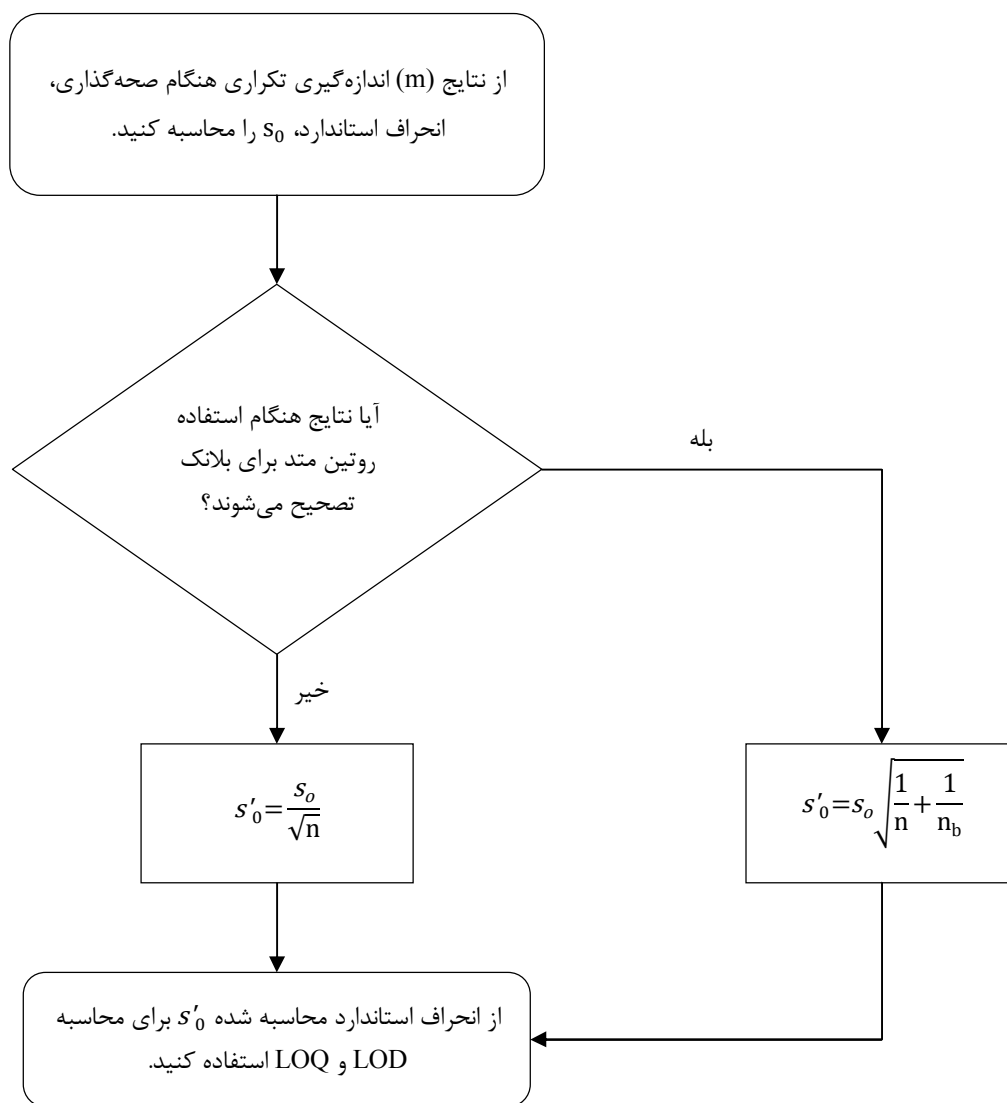 از نتایج (m) اندازه‌گیری تکراری هنگام صحه‌گذاری،
انحراف استاندارد، s₀ را محاسبه کنید.
آیا نتایج هنگام استفاده
روتین متد برای بلانک
تصحیح می‌شوند؟
بله
خیر
s′₀=sₒ/√n
s′₀=sₒ√(1/n+1/n_b)
از انحراف استاندارد محاسبه شده s′₀ برای محاسبه
LOD و LOQ استفاده کنید.